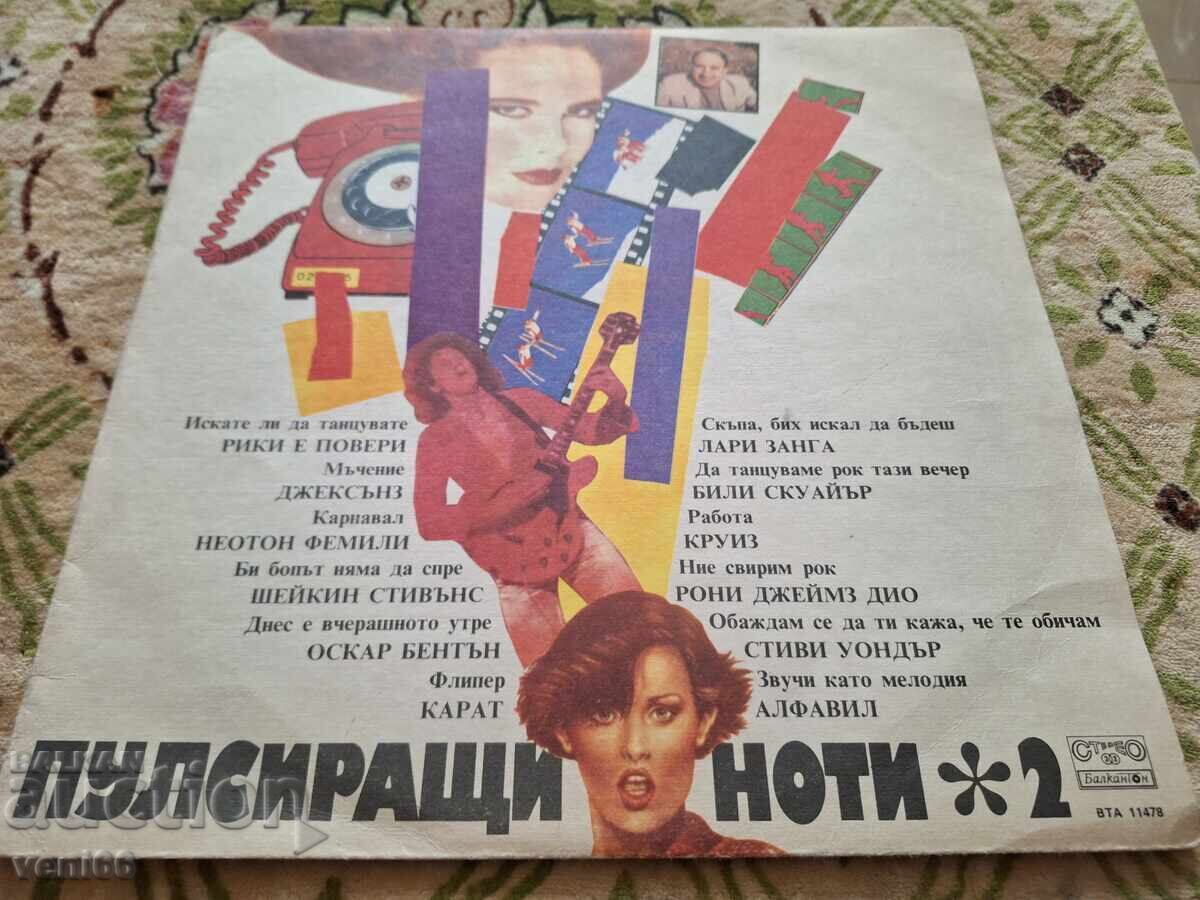 Искате ли да танцувате
РИКИ Е ПОВЕРИ
Мъчение
ДЖЕКСЪНЗ
Карнавал
НЕОТОН ФЕМИЛИ
Би бопът няма да спре
ШЕЙКИН СТИВЪНС
Днес е вчерашното утре
ОСКАР БЕНТЪН
Флипер
КАРАТ
Скъпа, бих искал да бъдеш
ЛАРИ ЗАНГА
Да танцуваме рок тази вечер
БИЛИ СКУАЙЪР
Работа
КРУИЗ
Ние свирим рок
РОНИ ДЖЕЙМЗ ДИО
Обаждам се да ти кажа, че те обичам
СТИВИ УОНДЪР
Звучи като мелодия
АЛФАВИЛ
ПУЛСИРАЩИ НОТИ * 2
СТЕРЕО
33
Балкантон
ВТА 11478
BALKAN
auction
veni66